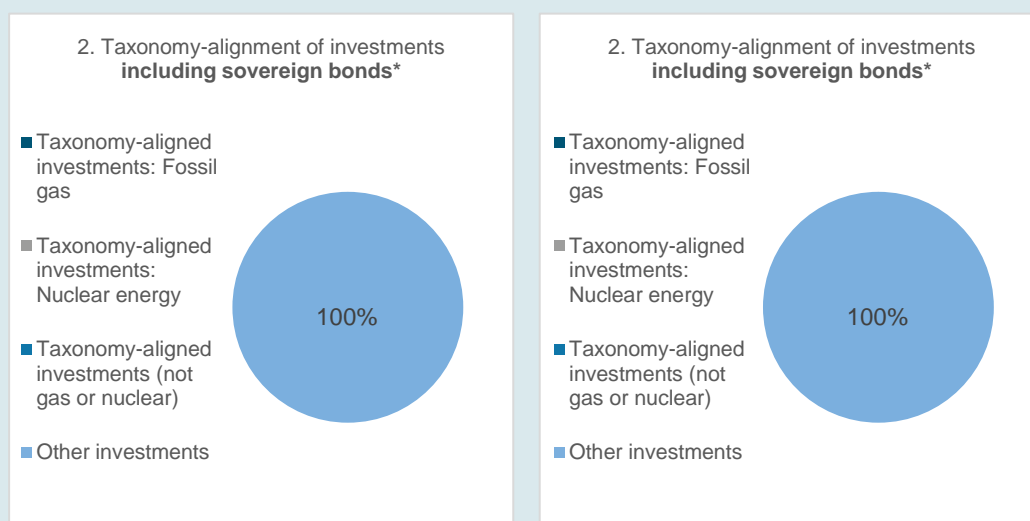 2. Taxonomy-alignment of investments
including sovereign bonds*
Taxonomy-aligned
investments: Fossil
gas
Taxonomy-aligned
investments:
Nuclear energy
Taxonomy-aligned
investments (not
gas or nuclear)
Other investments
100%
2. Taxonomy-alignment of investments
including sovereign bonds*
Taxonomy-aligned
investments: Fossil
gas
Taxonomy-aligned
investments:
Nuclear energy
Taxonomy-aligned
investments (not
gas or nuclear)
Other investments
100%